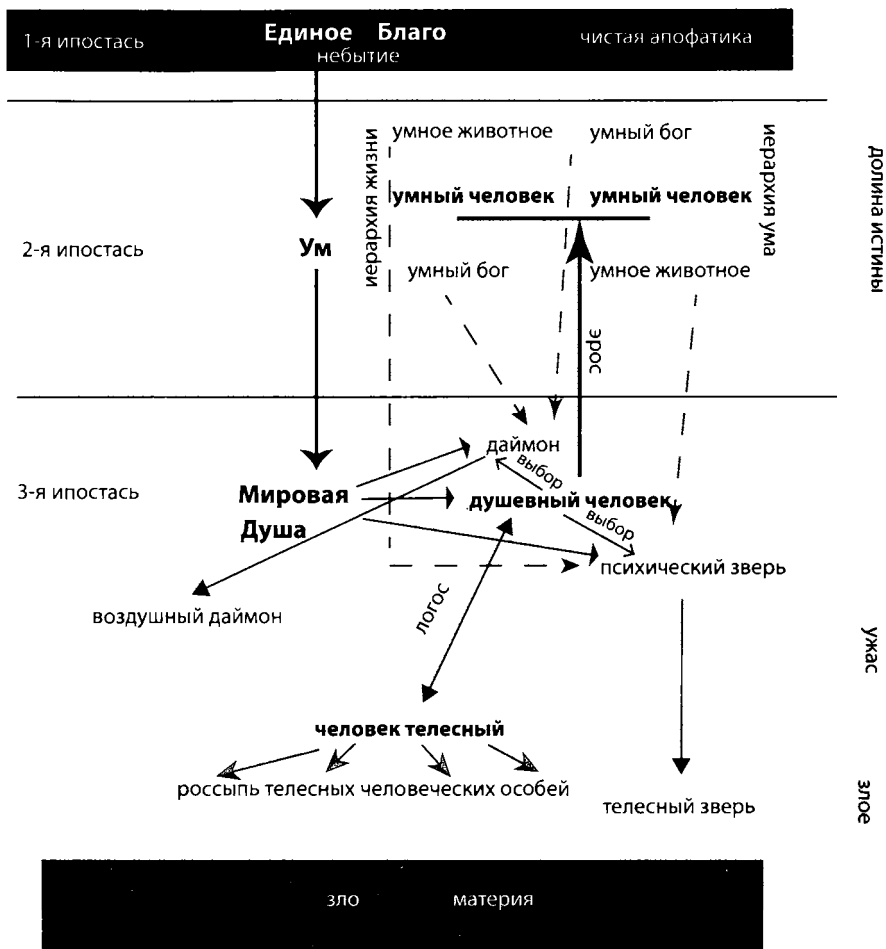 1-я ипостась
Единое Благо
небытие
чистая апофатика
умное животное
умный бог
иерархия жизни
иерархия ума
долина истины
умный человек
умный человек
2-я ипостась
Ум
умный бог
умное животное
эрос
даймон
выбор
3-я ипостась
Мировая
Душа
душевный человек
выбор
психический зверь
воздушный даймон
логос
ужас
человек телесный
россыпь телесных человеческих особей
телесный зверь
злое
зло материя